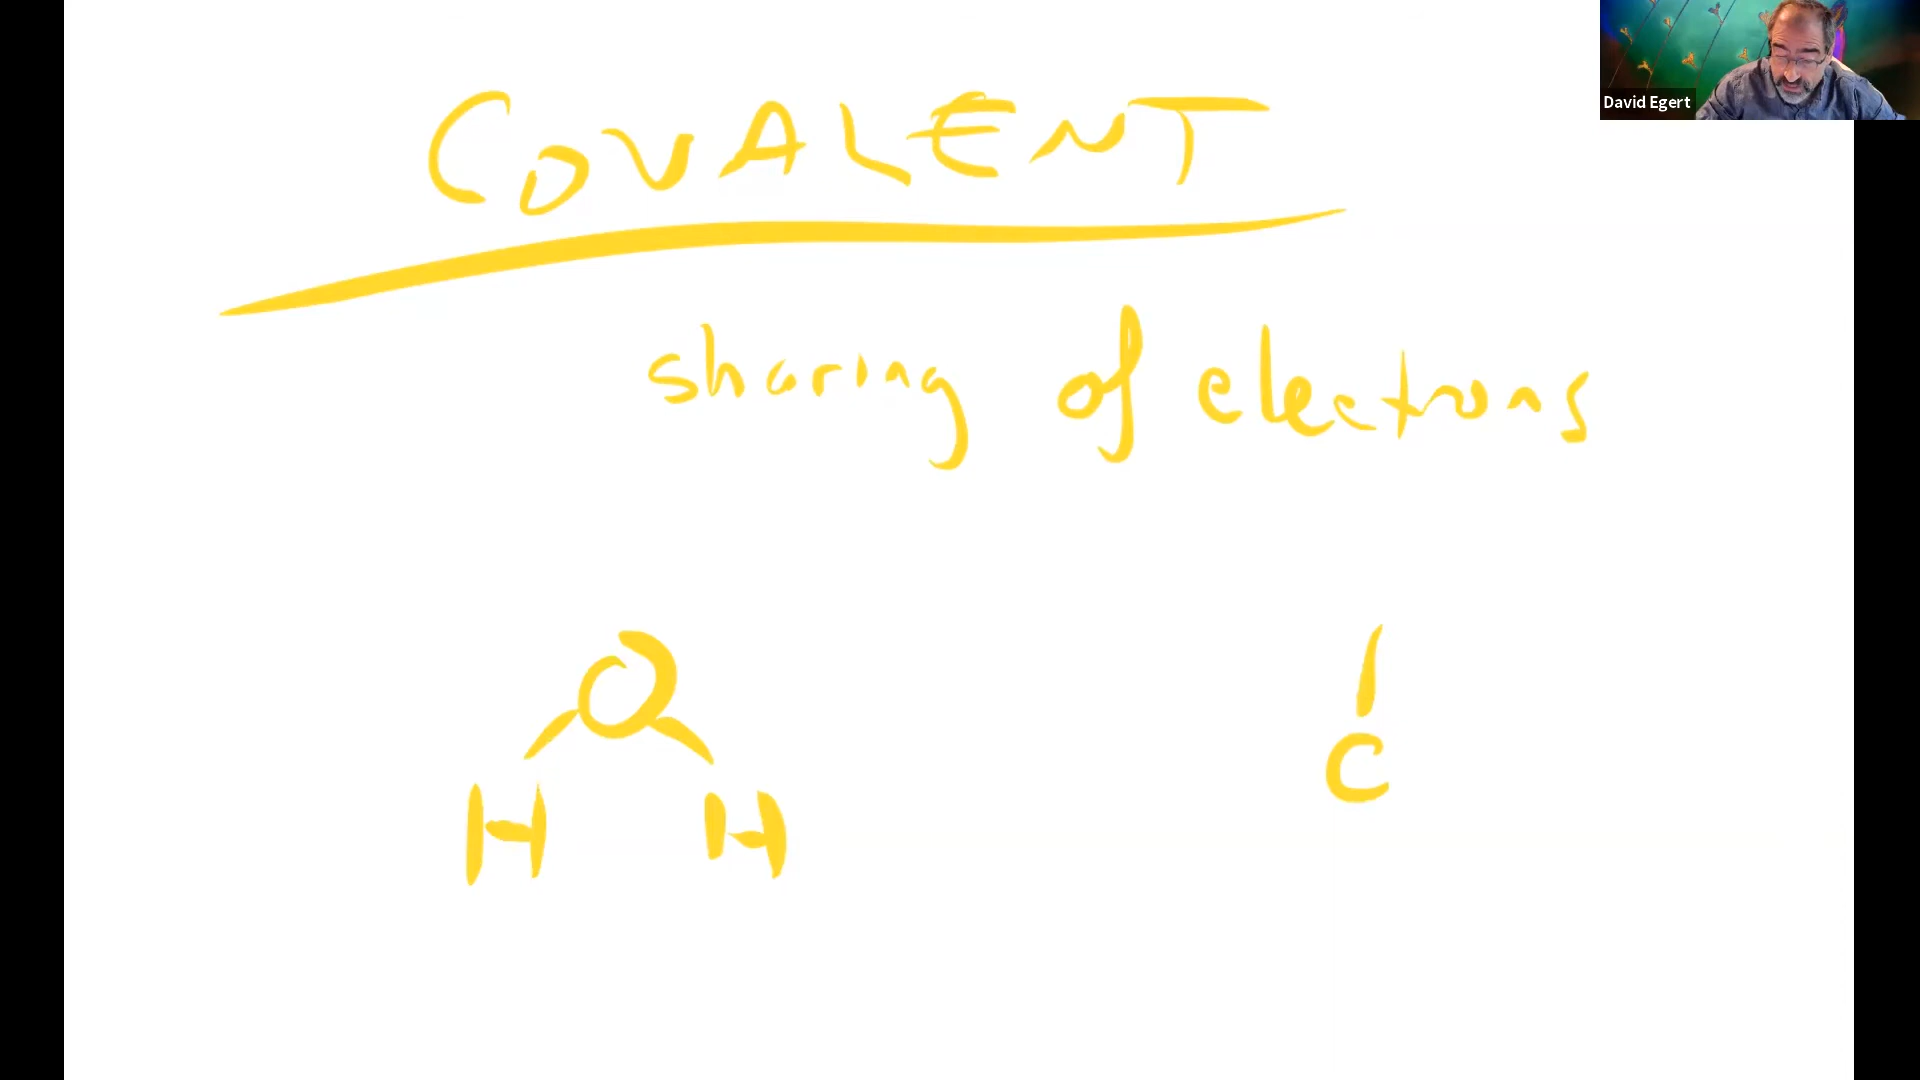 David Egert
COVALENT
sharing of electrons
O
C
H H